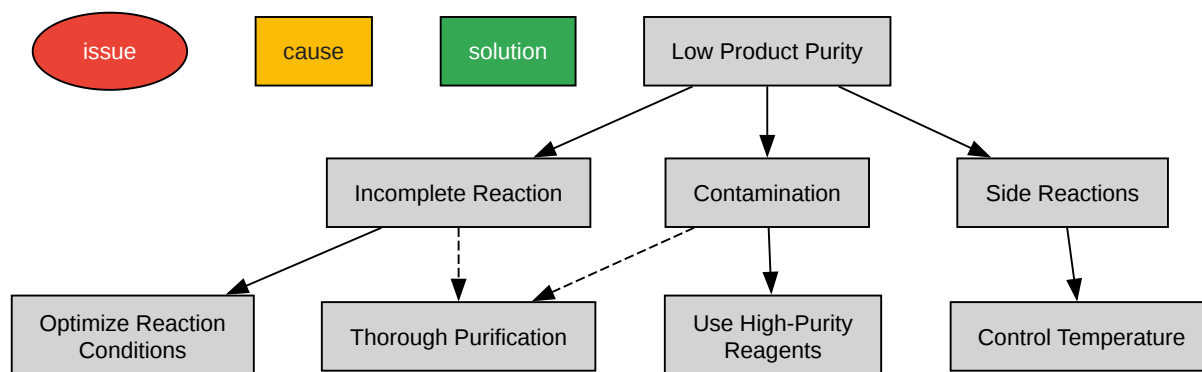 issue
cause
solution
Low Product Purity
Incomplete Reaction
Contamination
Side Reactions
Optimize Reaction
Conditions
Thorough Purification
Use High-Purity
Reagents
Control Temperature